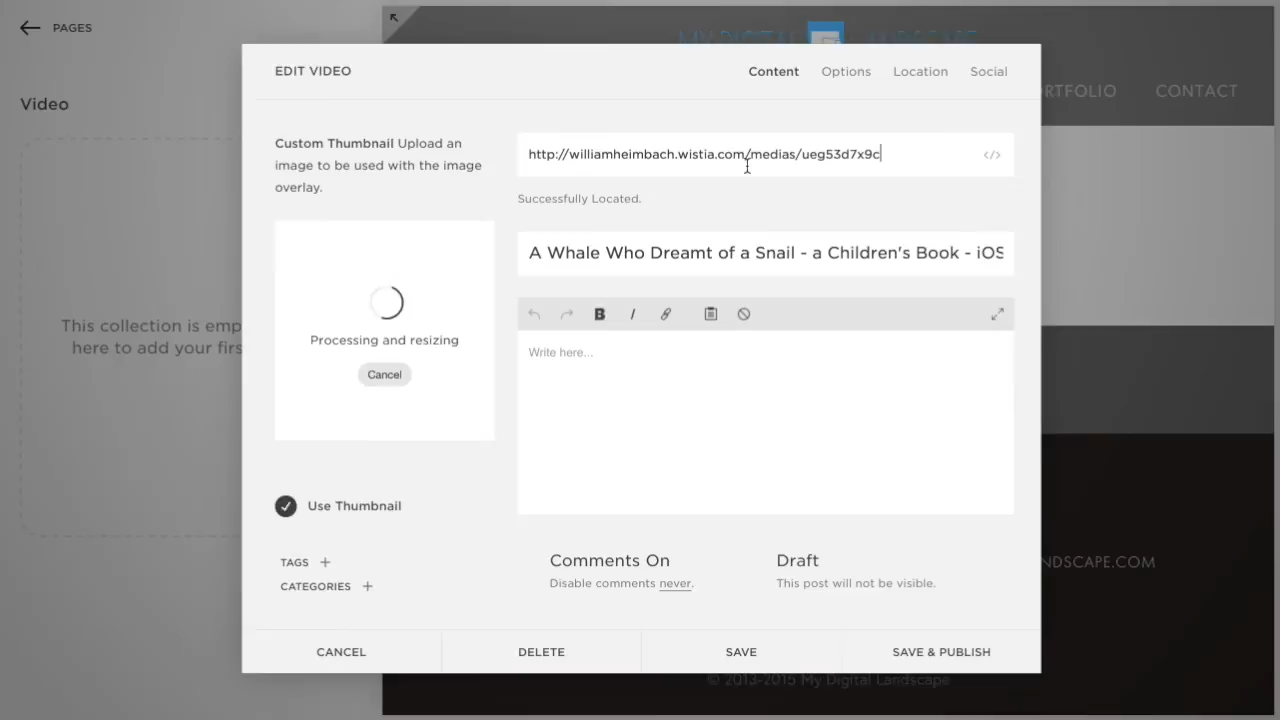 PAGES
MY DIGITAL LANDSCAPE
EDIT VIDEO
Content
Options
Location
Social
PORTFOLIO
CONTACT
Video
Custom Thumbnail Upload an
image to be used with the image
overlay.
http://williamheimbach.wistia.com/medias/ueg53d7x9c
</>
Successfully Located.
A Whale Who Dreamt of a Snail - a Children's Book - iOS
B
I
Processing and resizing
Cancel
Write here...
This collection is emp
here to add your firs
Use Thumbnail
TAGS +
CATEGORIES +
Comments On
Disable comments never.
Draft
This post will not be visible.
NDSCAPE.COM
CANCEL
DELETE
SAVE
SAVE & PUBLISH
© 2013-2015 My Digital Landscape